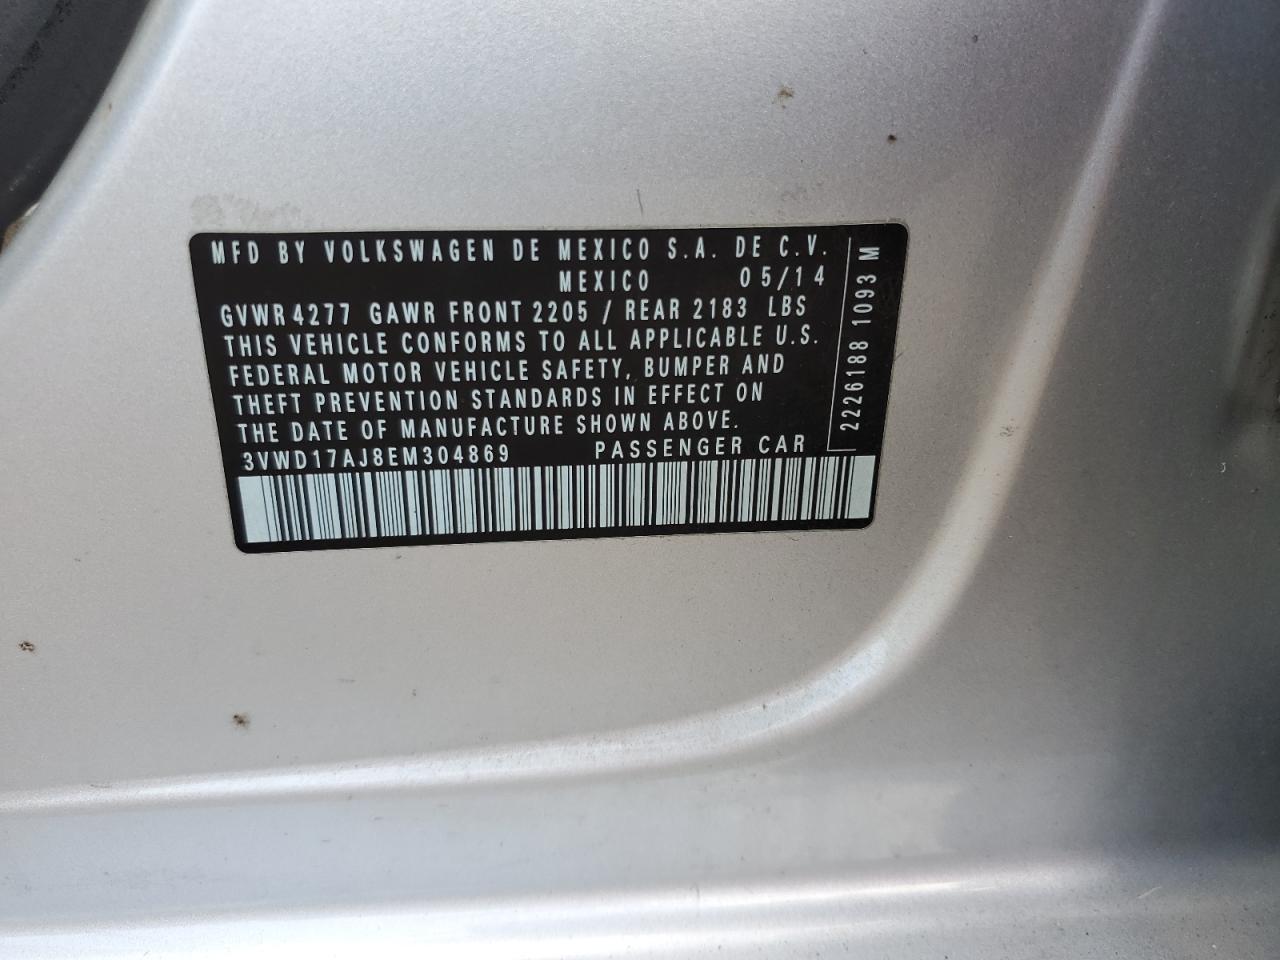 MFD BY VOLKSWAGEN DE MEXICO S.A. DE C.V.
MEXICO 05/14
GVWR 4277 GAWR FRONT 2205 / REAR 2183 LBS
THIS VEHICLE CONFORMS TO ALL APPLICABLE U.S.
FEDERAL MOTOR VEHICLE SAFETY, BUMPER AND
THEFT PREVENTION STANDARDS IN EFFECT ON
THE DATE OF MANUFACTURE SHOWN ABOVE.
3VWD17AJ8EM304869 PASSENGER CAR
2226188 1093 M